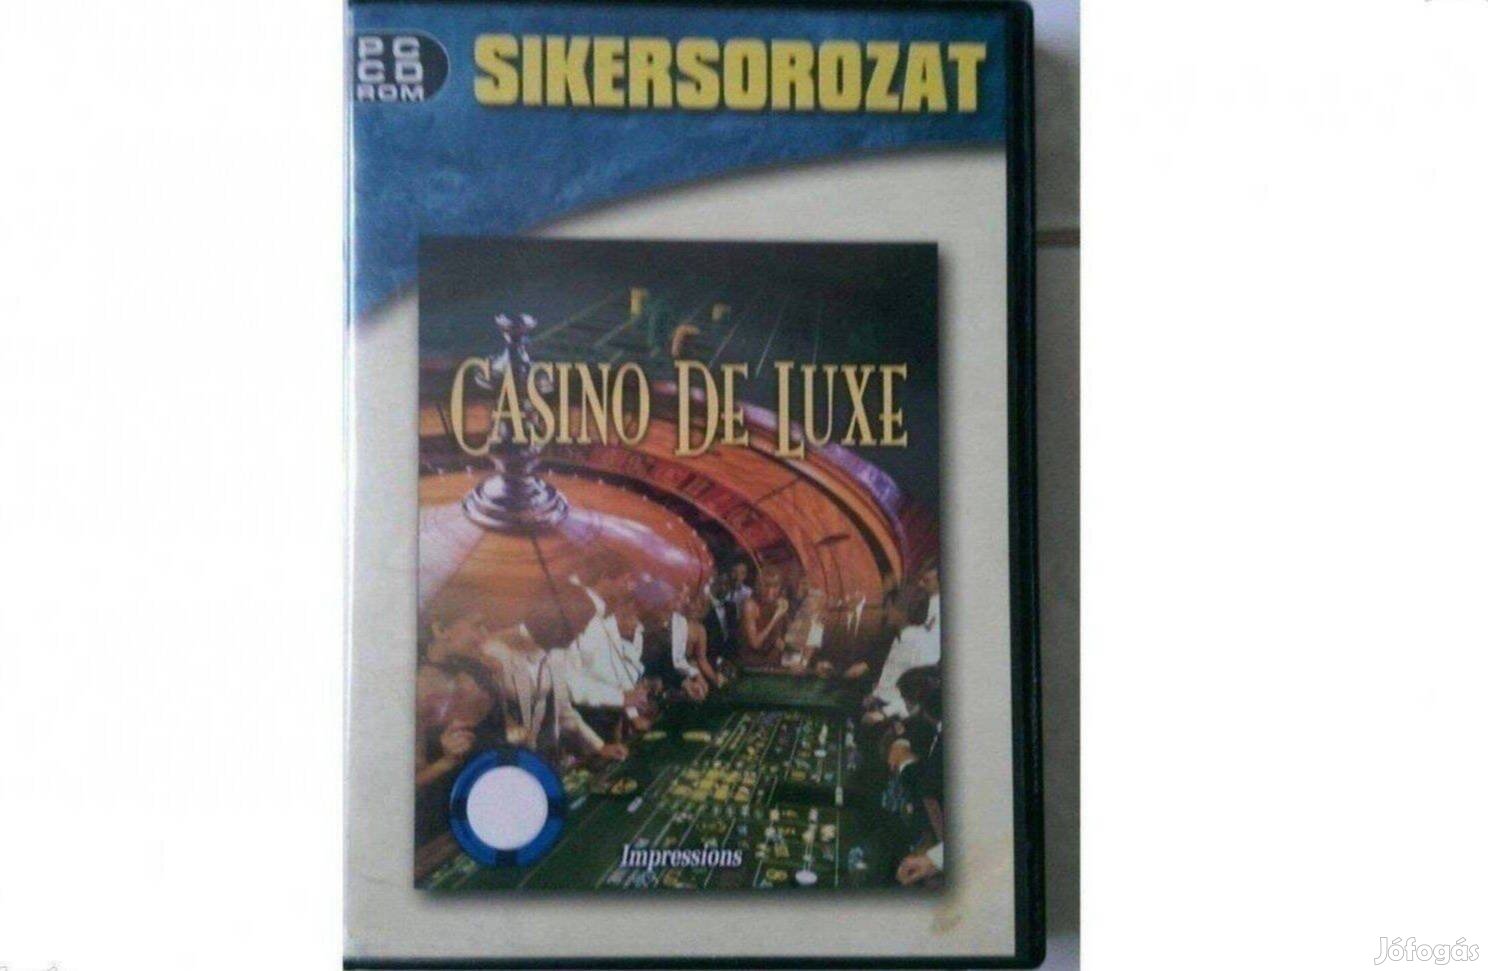 PC
CD
ROM
SIKERSOROZAT
CASINO DE LUXE
Impressions
Jófogás